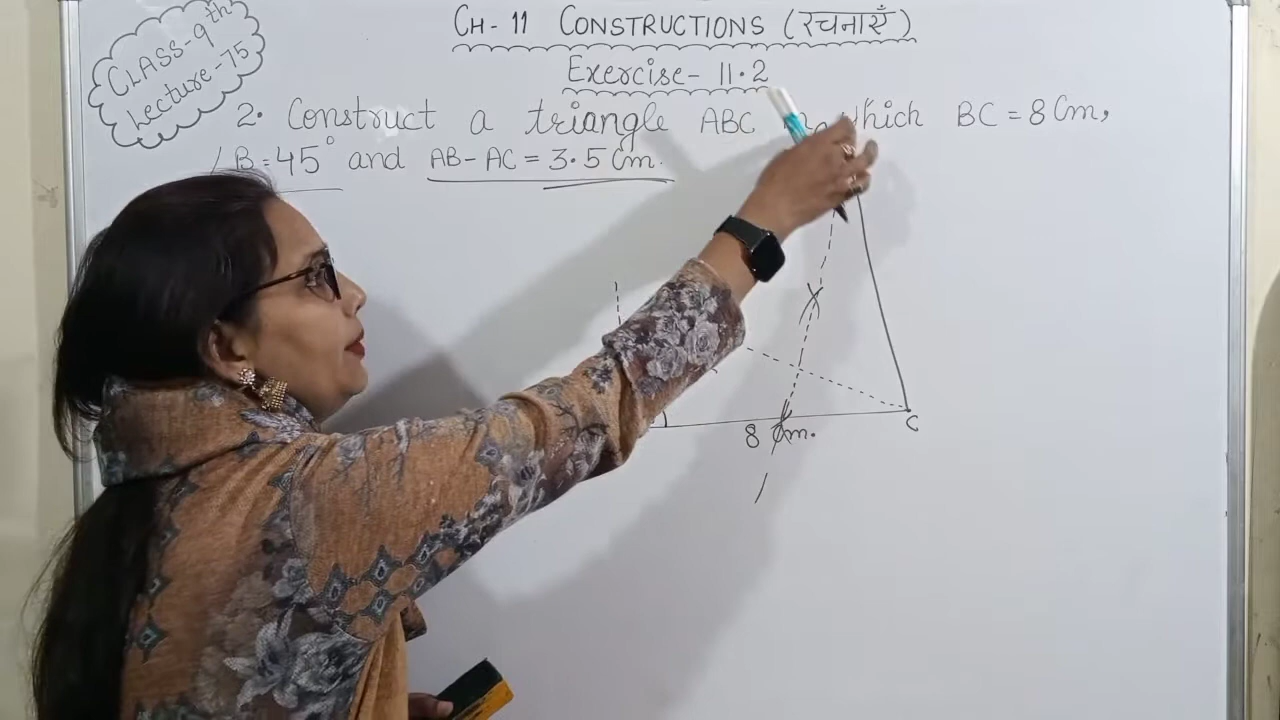 CLASS-9th
Lecture-75
CH-11 CONSTRUCTIONS (रचनाएँ)
Exercise-11.2
2. Construct a triangle ABC which BC = 8 Cm,
∠B = 45° and AB-AC = 3.5 Cm.
8 Cm.
C